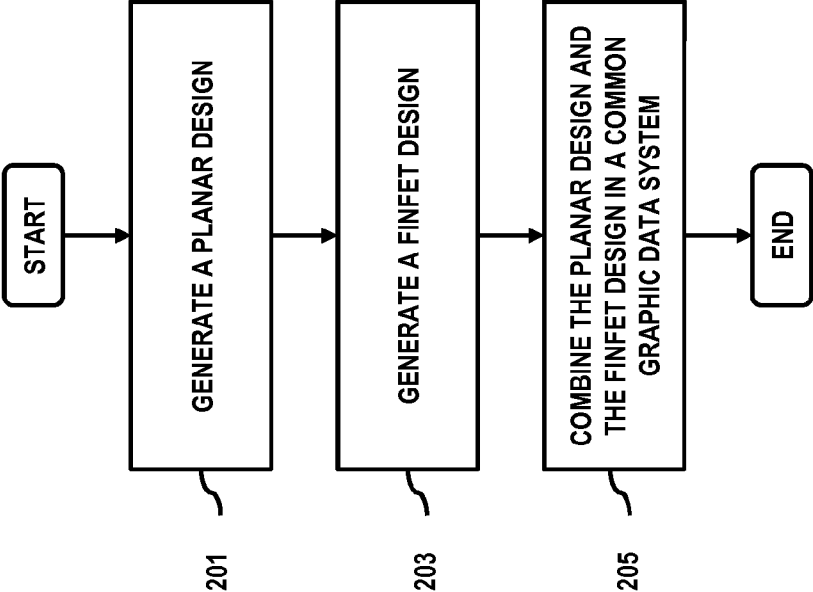 START
GENERATE A PLANAR DESIGN
201
GENERATE A FINFET DESIGN
203
COMBINE THE PLANAR DESIGN AND
THE FINFET DESIGN IN A COMMON
GRAPHIC DATA SYSTEM
205
END